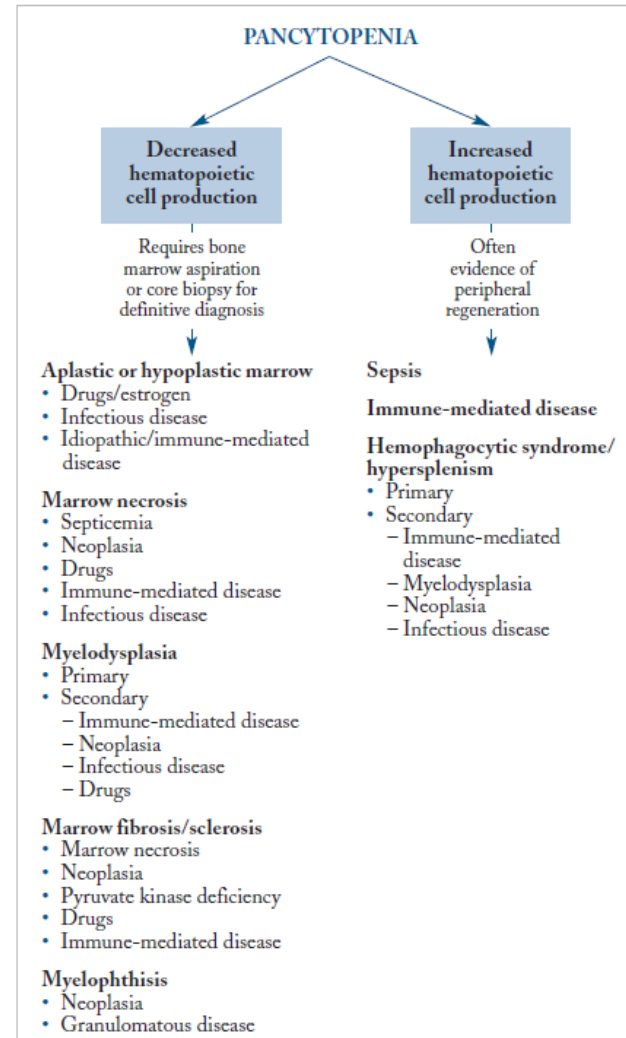 PANCYTOPENIA
Decreased
hematopoietic
cell production
Requires bone
marrow aspiration
or core biopsy for
definitive diagnosis
Aplastic or hypoplastic marrow
• Drugs/estrogen
• Infectious disease
• Idiopathic/immune-mediated
disease
Marrow necrosis
• Septicemia
• Neoplasia
• Drugs
• Immune-mediated disease
• Infectious disease
Myelodysplasia
• Primary
• Secondary
– Immune-mediated disease
– Neoplasia
– Infectious disease
– Drugs
Marrow fibrosis/sclerosis
• Marrow necrosis
• Neoplasia
• Pyruvate kinase deficiency
• Drugs
• Immune-mediated disease
Myelophthisis
• Neoplasia
• Granulomatous disease
Increased
hematopoietic
cell production
Often
evidence of
peripheral
regeneration
Sepsis
Immune-mediated disease
Hemophagocytic syndrome/
hypersplenism
• Primary
• Secondary
– Immune-mediated
disease
– Myelodysplasia
– Neoplasia
– Infectious disease